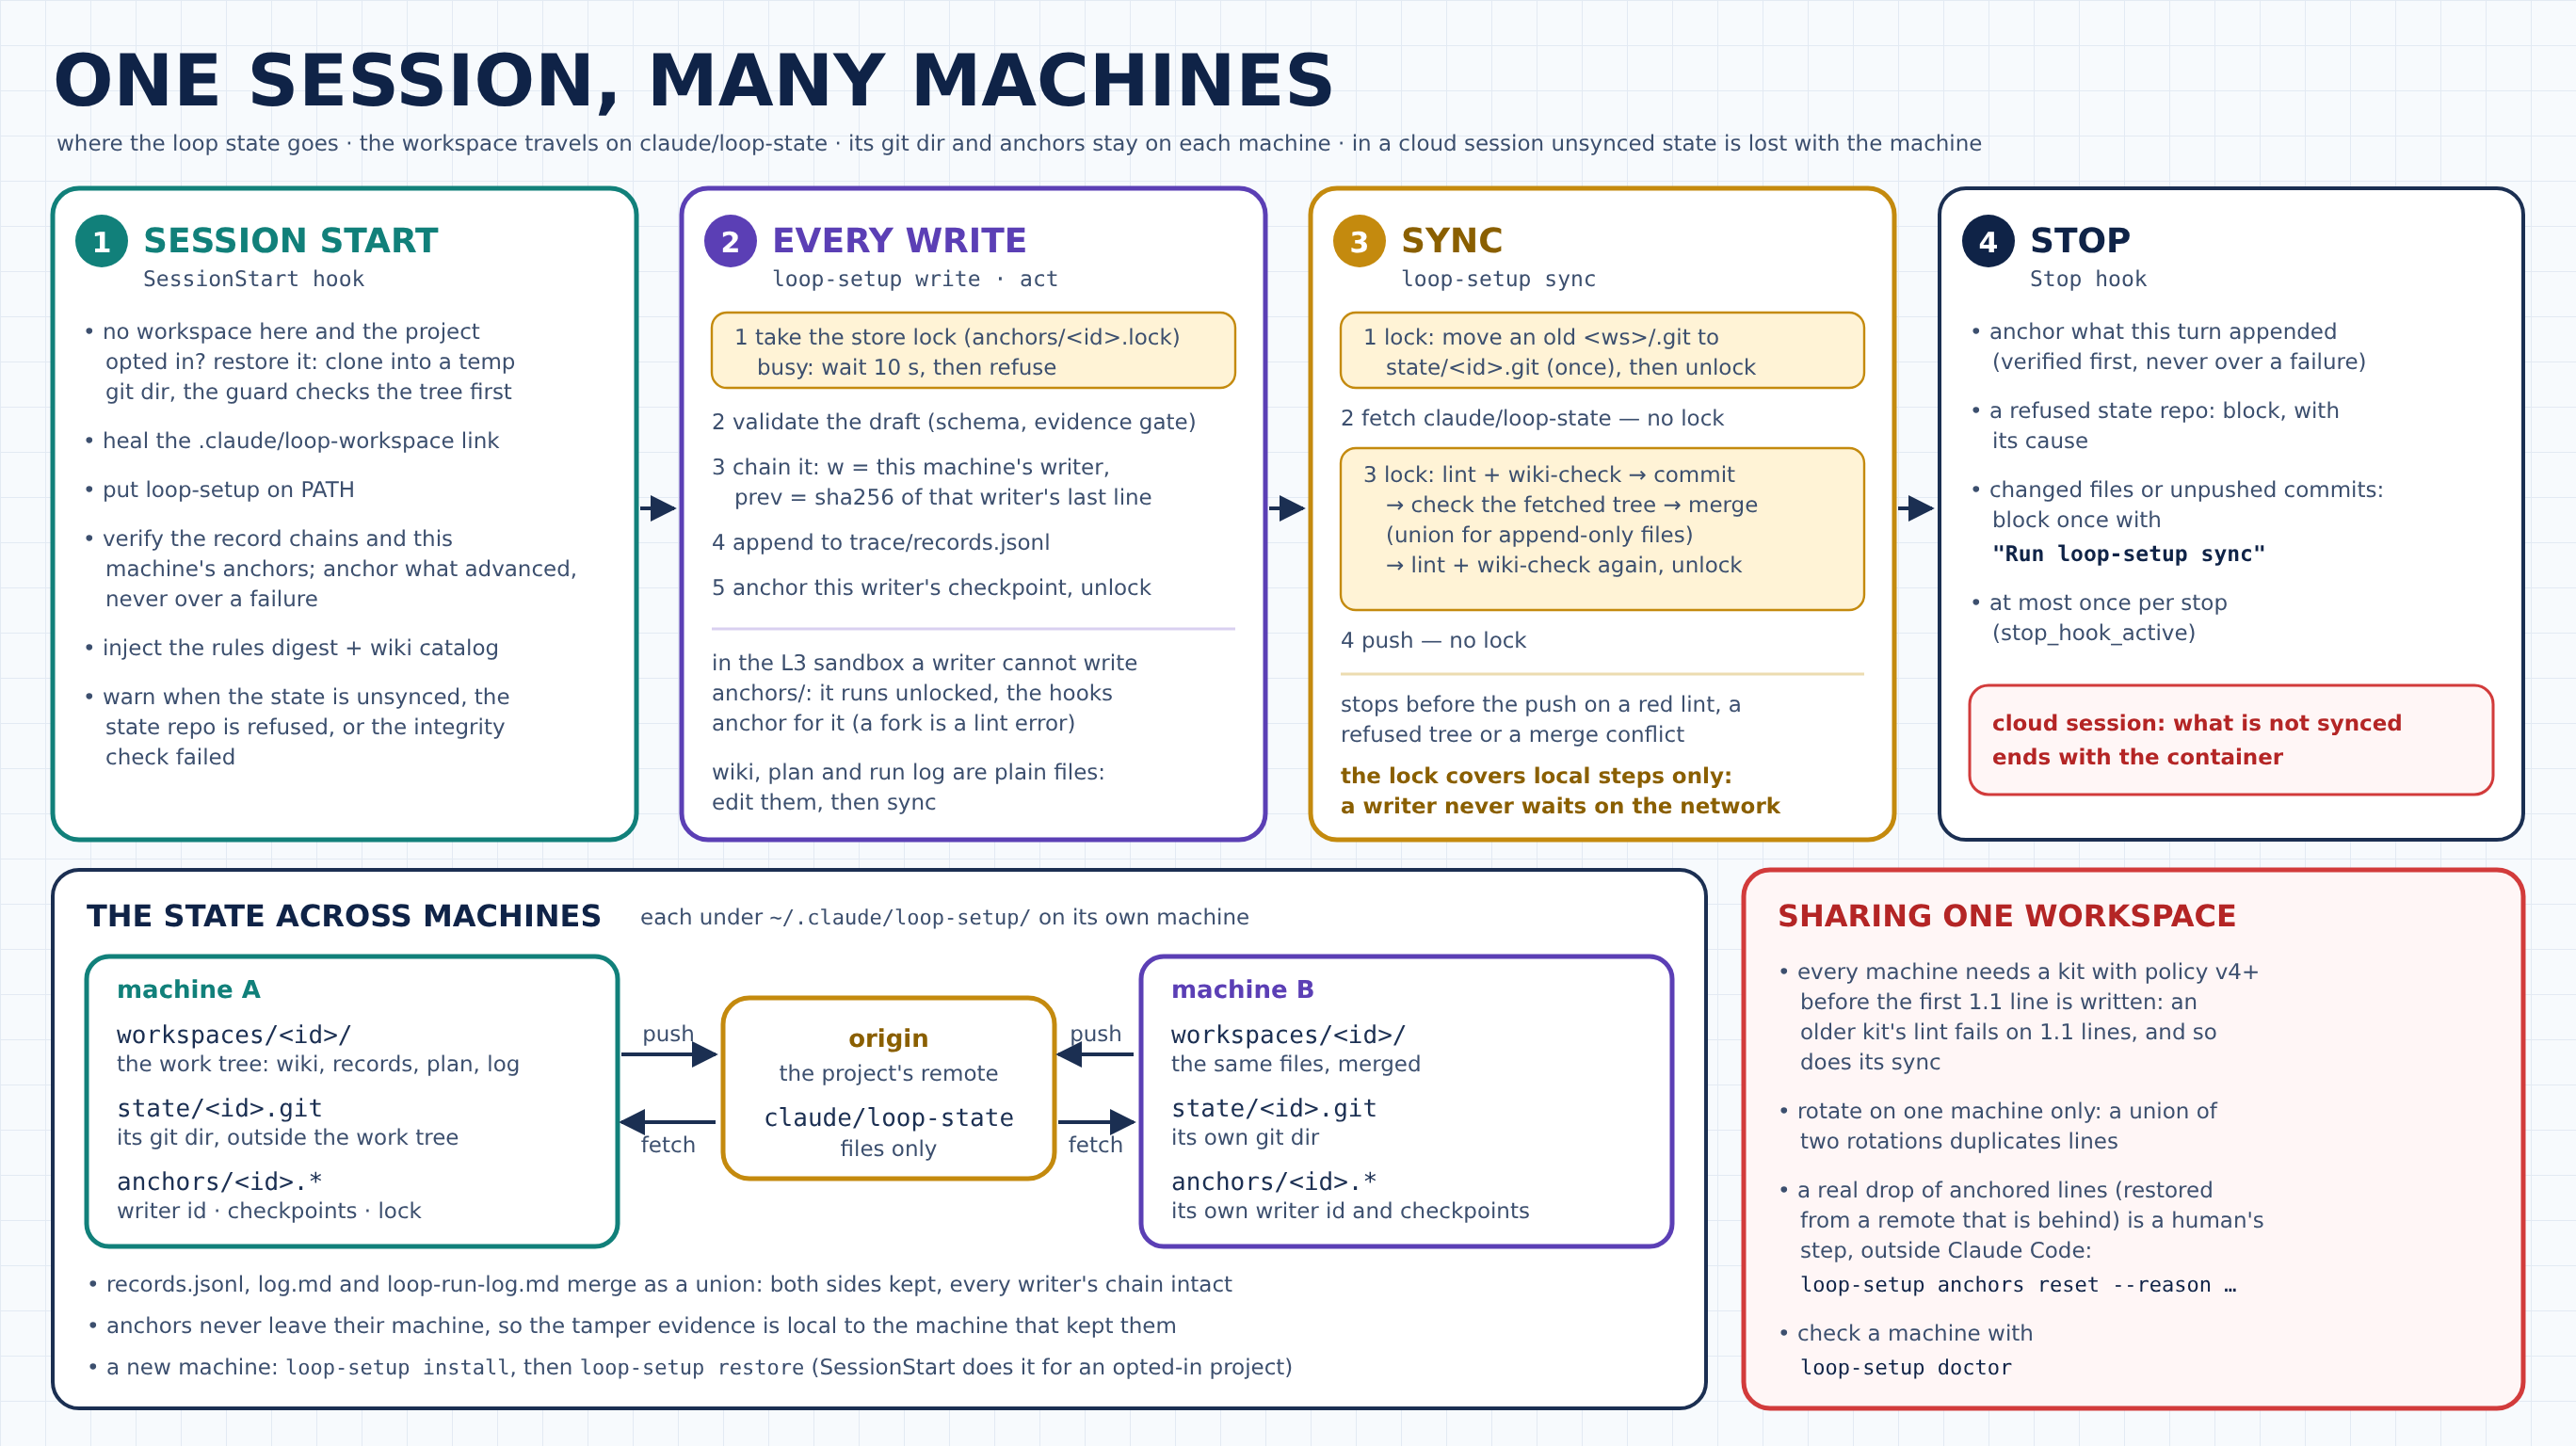 ONE SESSION, MANY MACHINES
where the loop state goes · the workspace travels on claude/loop-state · its git dir and anchors stay on each machine · in a cloud session unsynced state is lost with the machine
1 SESSION START
SessionStart hook
• no workspace here and the project
opted in? restore it: clone into a temp
git dir, the guard checks the tree first
• heal the .claude/loop-workspace link
• put loop-setup on PATH
• verify the record chains and this
machine's anchors; anchor what advanced,
never over a failure
• inject the rules digest + wiki catalog
• warn when the state is unsynced, the
state repo is refused, or the integrity
check failed
2 EVERY WRITE
loop-setup write · act
1 take the store lock (anchors/<id>.lock)
busy: wait 10 s, then refuse
2 validate the draft (schema, evidence gate)
3 chain it: w = this machine's writer,
prev = sha256 of that writer's last line
4 append to trace/records.jsonl
5 anchor this writer's checkpoint, unlock
in the L3 sandbox a writer cannot write
anchors/: it runs unlocked, the hooks
anchor for it (a fork is a lint error)
wiki, plan and run log are plain files:
edit them, then sync
3 SYNC
loop-setup sync
1 lock: move an old <ws>/.git to
state/<id>.git (once), then unlock
2 fetch claude/loop-state — no lock
3 lock: lint + wiki-check → commit
→ check the fetched tree → merge
(union for append-only files)
→ lint + wiki-check again, unlock
4 push — no lock
stops before the push on a red lint, a
refused tree or a merge conflict
the lock covers local steps only:
a writer never waits on the network
4 STOP
Stop hook
• anchor what this turn appended
(verified first, never over a failure)
• a refused state repo: block, with
its cause
• changed files or unpushed commits:
block once with
"Run loop-setup sync"
• at most once per stop
(stop_hook_active)
cloud session: what is not synced
ends with the container
THE STATE ACROSS MACHINES each under ~/.claude/loop-setup/ on its own machine
machine A
workspaces/<id>/
the work tree: wiki, records, plan, log
state/<id>.git
its git dir, outside the work tree
anchors/<id>.*
writer id · checkpoints · lock
push
fetch
origin
the project's remote
claude/loop-state
files only
push
fetch
machine B
workspaces/<id>/
the same files, merged
state/<id>.git
its own git dir
anchors/<id>.*
its own writer id and checkpoints
• records.jsonl, log.md and loop-run-log.md merge as a union: both sides kept, every writer's chain intact
• anchors never leave their machine, so the tamper evidence is local to the machine that kept them
• a new machine: loop-setup install, then loop-setup restore (SessionStart does it for an opted-in project)
SHARING ONE WORKSPACE
• every machine needs a kit with policy v4+
before the first 1.1 line is written: an
older kit's lint fails on 1.1 lines, and so
does its sync
• rotate on one machine only: a union of
two rotations duplicates lines
• a real drop of anchored lines (restored
from a remote that is behind) is a human's
step, outside Claude Code:
loop-setup anchors reset --reason …
• check a machine with
loop-setup doctor